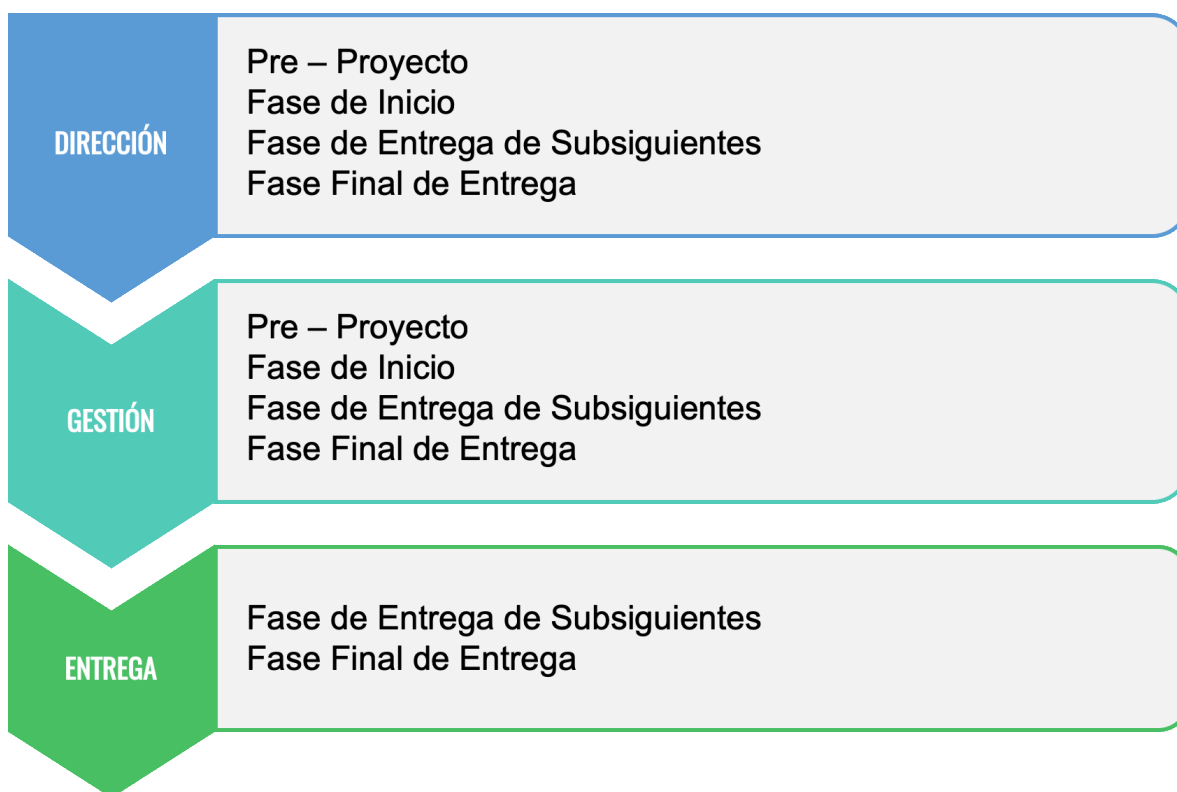 DIRECCIÓN
Pre – Proyecto
Fase de Inicio
Fase de Entrega de Subsiguientes
Fase Final de Entrega
GESTIÓN
Pre – Proyecto
Fase de Inicio
Fase de Entrega de Subsiguientes
Fase Final de Entrega
ENTREGA
Fase de Entrega de Subsiguientes
Fase Final de Entrega